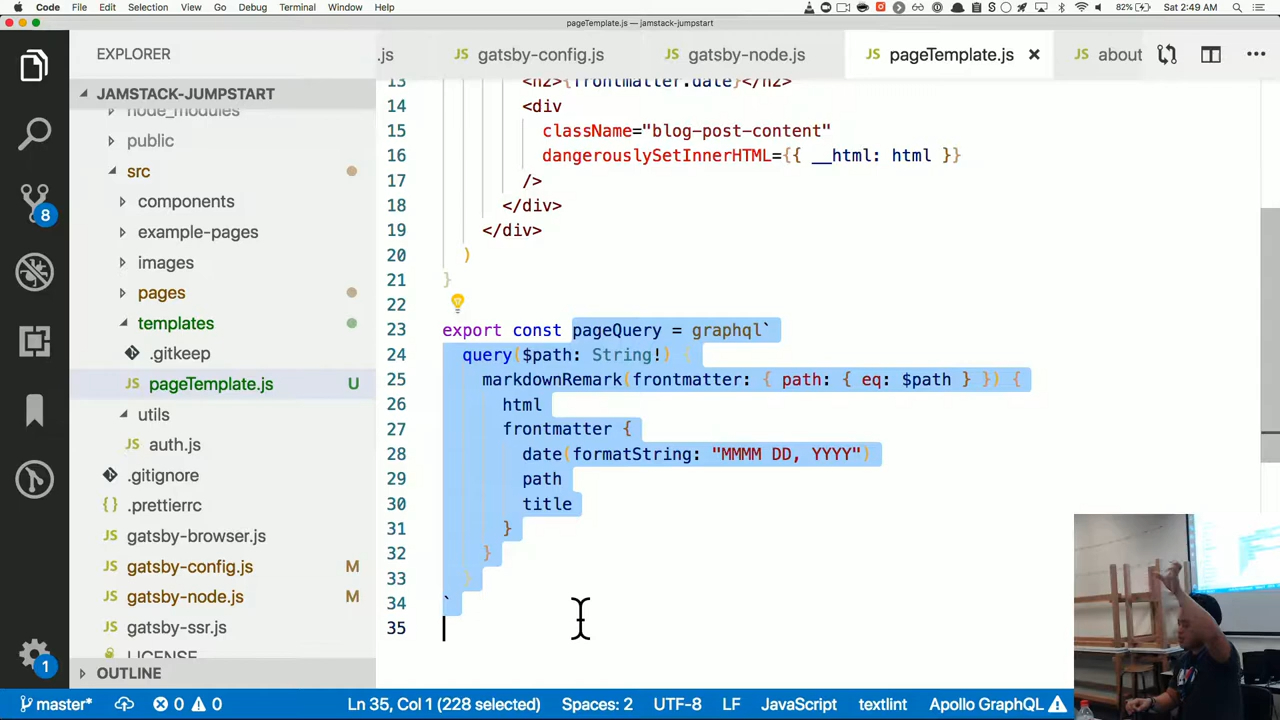 Code File Edit Selection View Go Debug Terminal Window Help 82% Sat 2:49 AM
pageTemplate.js — jamstack-jumpstart
EXPLORER
.js gatsby-config.js gatsby-node.js pageTemplate.js about
JAMSTACK-JUMPSTART
node_modules
public
src
components
example-pages
images
pages
templates
.gitkeep
pageTemplate.js U
utils
auth.js
.gitignore
.prettierrc
gatsby-browser.js
gatsby-config.js M
gatsby-node.js M
gatsby-ssr.js
LICENSE
OUTLINE
8
1
13 <h2>{frontmatter.date}</h2>
14 <div
15 className="blog-post-content"
16 dangerouslySetInnerHTML={{ __html: html }}
17 />
18 </div>
19 </div>
20 )
21 }
22
23 export const pageQuery = graphql`
24 query($path: String!) {
25 markdownRemark(frontmatter: { path: { eq: $path } }) {
26 html
27 frontmatter {
28 date(formatString: "MMMM DD, YYYY")
29 path
30 title
31 }
32 }
33 }
34 `
35
master* 0 0 Ln 35, Col 1 (228 selected) Spaces: 2 UTF-8 LF JavaScript textlint Apollo GraphQL